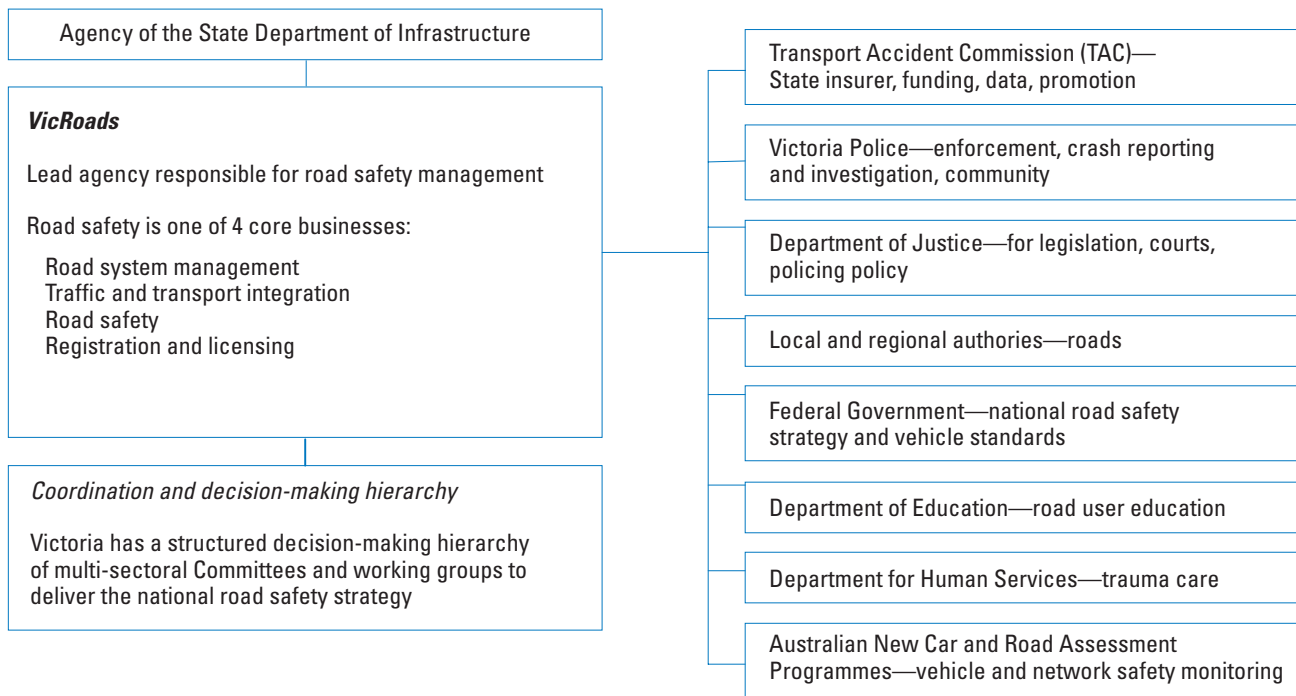 Agency of the State Department of Infrastructure
VicRoads
Lead agency responsible for road safety management
Road safety is one of 4 core businesses:
Road system management
Traffic and transport integration
Road safety
Registration and licensing
Coordination and decision-making hierarchy
Victoria has a structured decision-making hierarchy
of multi-sectoral Committees and working groups to
deliver the national road safety strategy
Transport Accident Commission (TAC)—
State insurer, funding, data, promotion
Victoria Police—enforcement, crash reporting
and investigation, community
Department of Justice—for legislation, courts,
policing policy
Local and regional authories—roads
Federal Government—national road safety
strategy and vehicle standards
Department of Education—road user education
Department for Human Services—trauma care
Australian New Car and Road Assessment
Programmes—vehicle and network safety monitoring